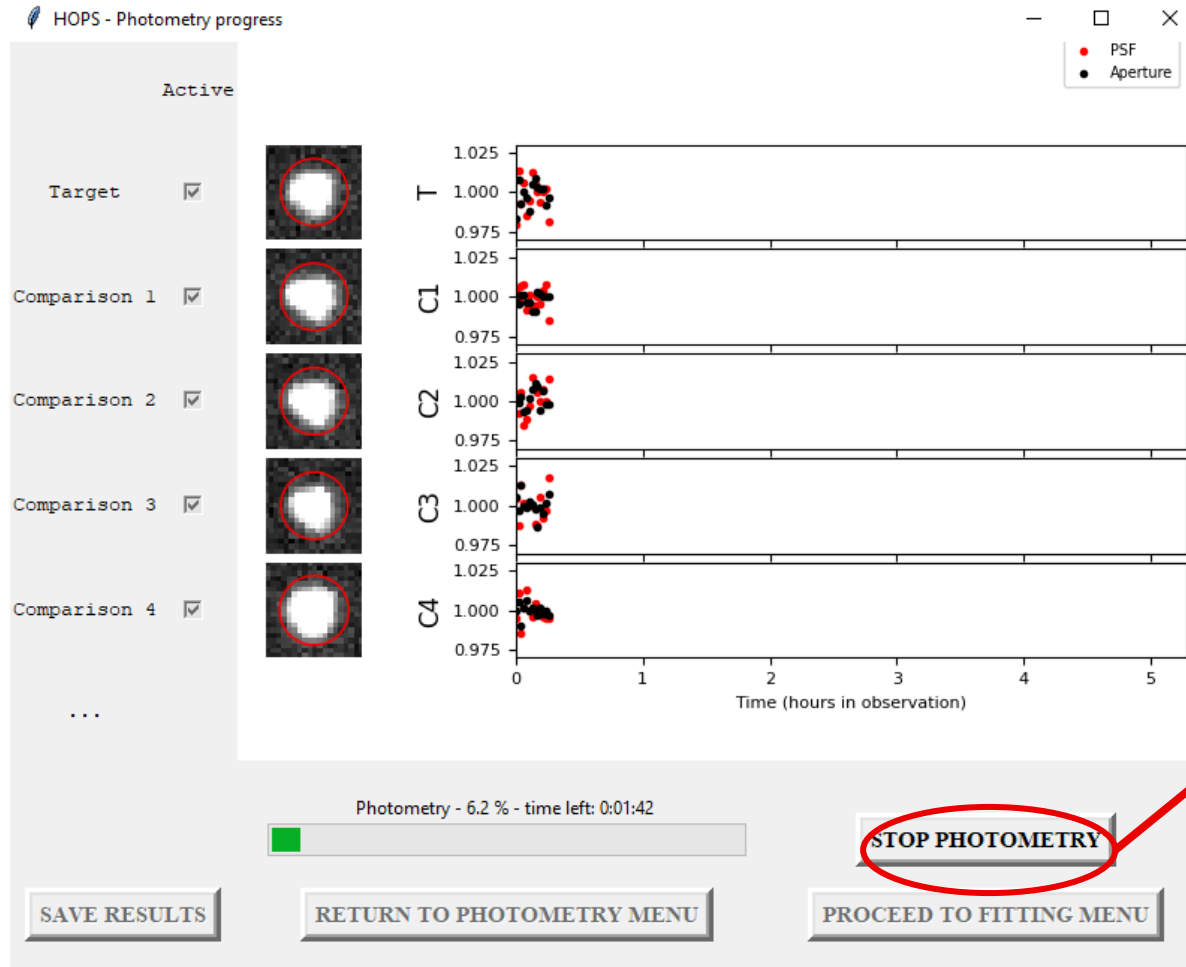 HOPS - Photometry progress
PSF
Aperture
Active
Target
T
1.025
1.000
0.975
Comparison 1
C1
1.025
1.000
0.975
Comparison 2
C2
1.025
1.000
0.975
Comparison 3
C3
1.025
1.000
0.975
Comparison 4
C4
1.025
1.000
0.975
0 1 2 3 4 5
Time (hours in observation)
...
Photometry - 6.2 % - time left: 0:01:42
STOP PHOTOMETRY
SAVE RESULTS
RETURN TO PHOTOMETRY MENU
PROCEED TO FITTING MENU